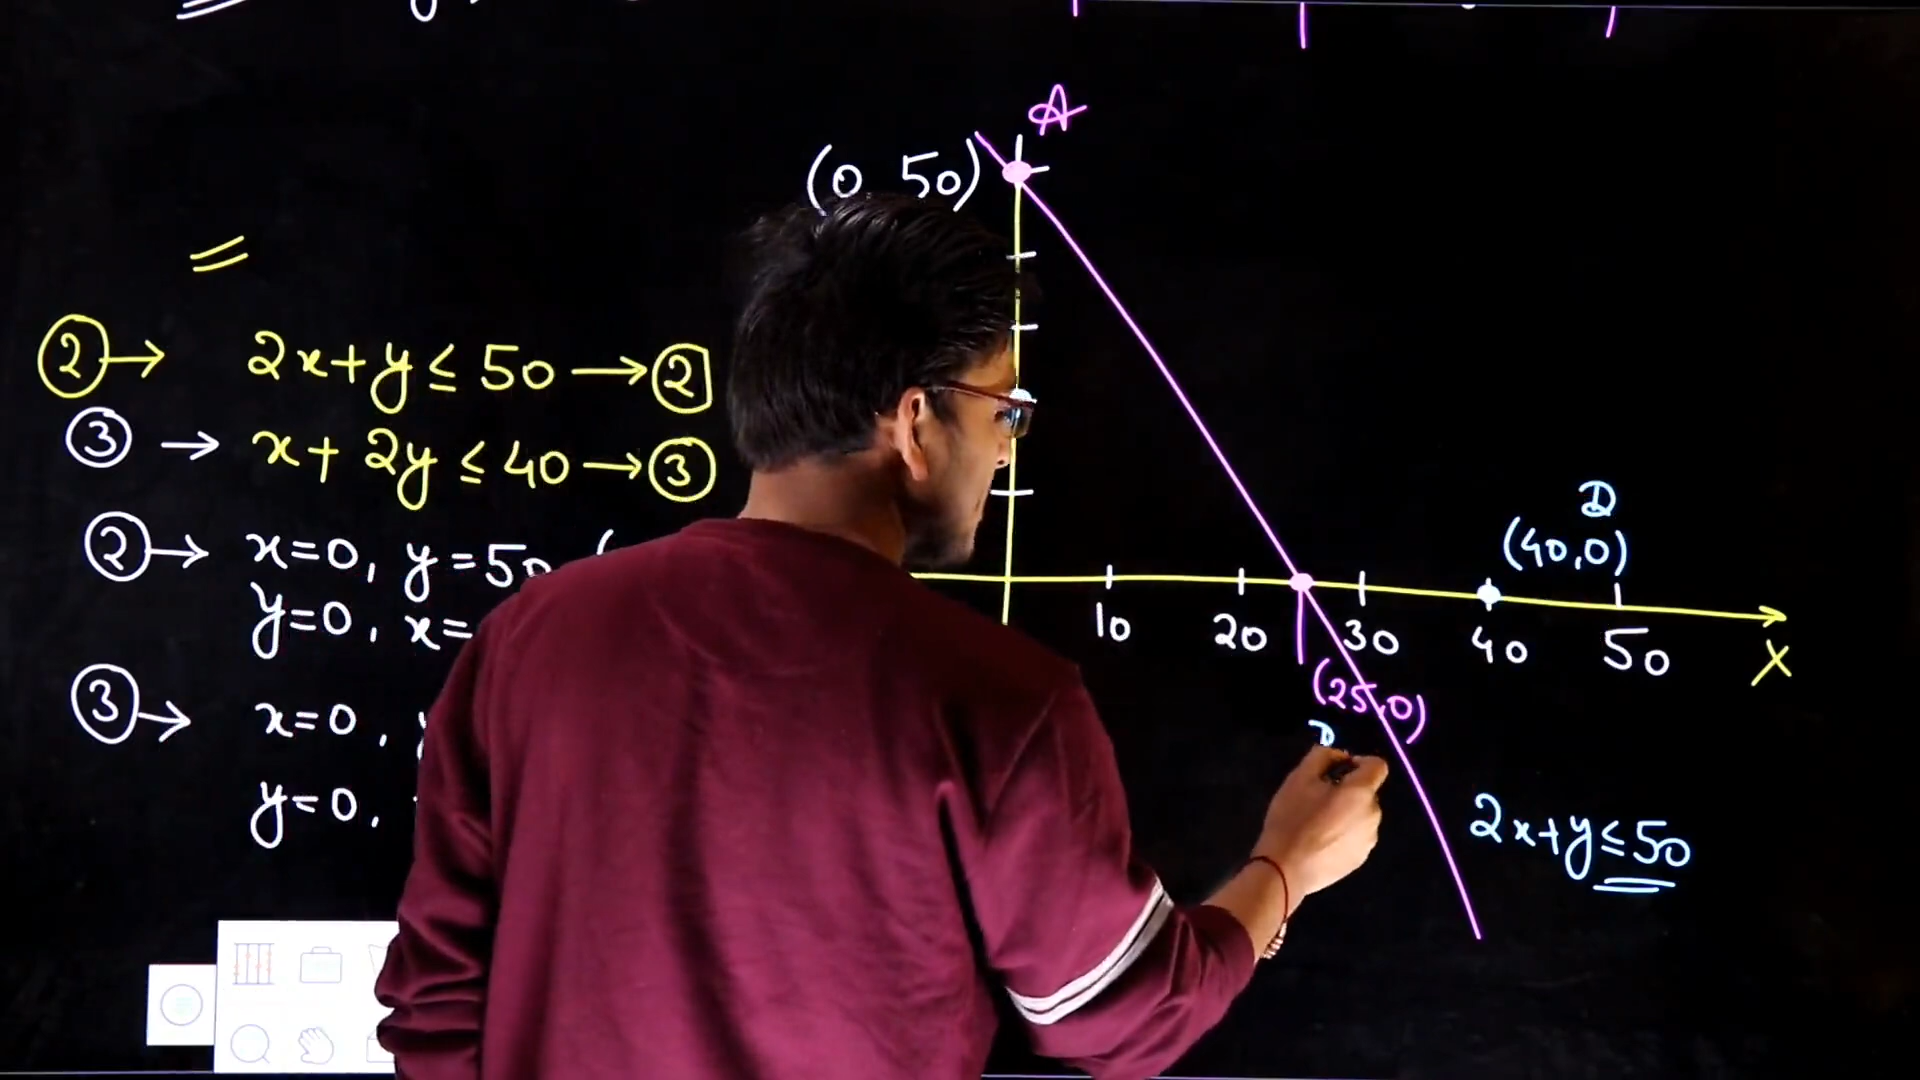 ② → 2x+y ≤ 50 → ②
③ → x+2y ≤ 40 → ③
② → x=0, y=50 (
y=0, x=
③ → x=0,
y=0,
A
(0 50)
D
(40,0)
10 20 30 40 50 X
(25,0)
2x+y≤50